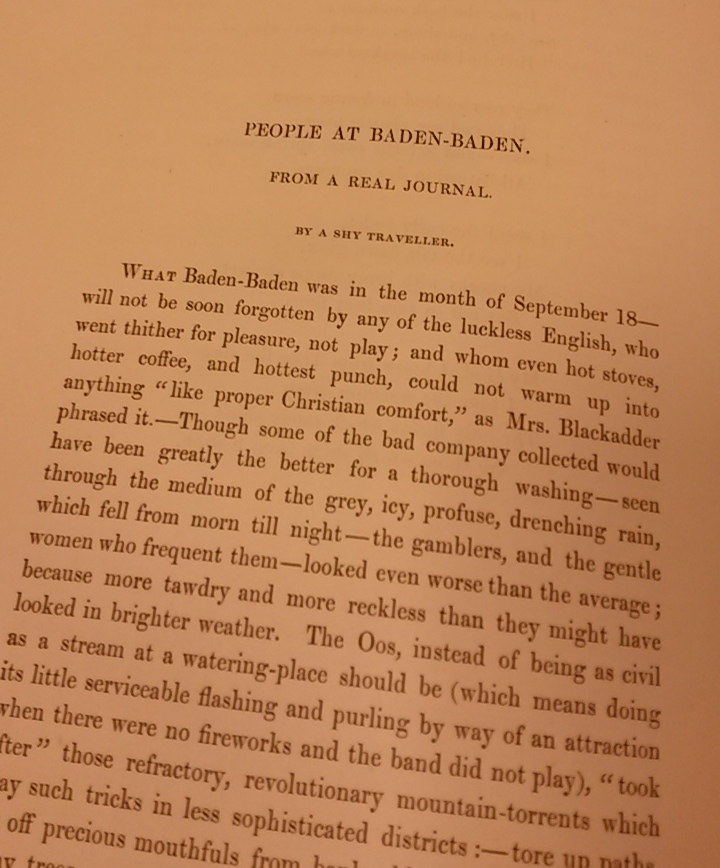 PEOPLE AT BADEN-BADEN.
FROM A REAL JOURNAL.
BY A SHY TRAVELLER.
WHAT Baden-Baden was in the month of September 18—
will not be soon forgotten by any of the luckless English, who
went thither for pleasure, not play; and whom even hot stoves,
hotter coffee, and hottest punch, could not warm up into
anything “like proper Christian comfort,” as Mrs. Blackadder
phrased it.—Though some of the bad company collected would
have been greatly the better for a thorough washing—seen
through the medium of the grey, icy, profuse, drenching rain,
which fell from morn till night—the gamblers, and the gentle
women who frequent them—looked even worse than the average;
because more tawdry and more reckless than they might have
looked in brighter weather. The Oos, instead of being as civil
as a stream at a watering-place should be (which means doing
its little serviceable flashing and purling by way of an attraction
when there were no fireworks and the band did not play), “took
fter” those refractory, revolutionary mountain-torrents which
ay such tricks in less sophisticated districts:—tore up paths
off precious mouthfuls from